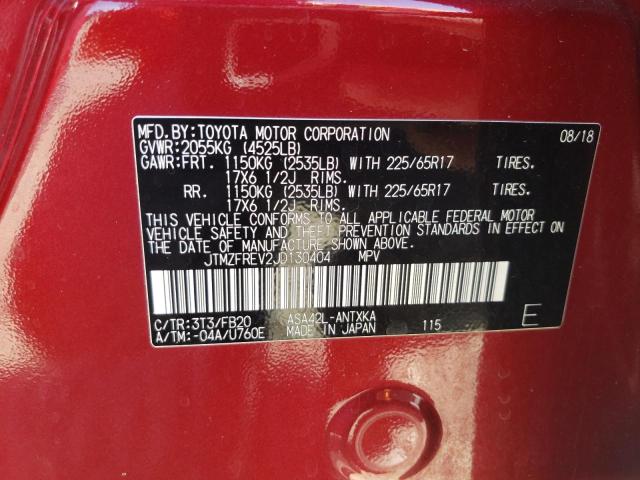 MFD.BY:TOYOTA MOTOR CORPORATION 08/18
GVWR:2055KG (4525LB)
GAWR:FRT. 1150KG (2535LB) WITH 225/65R17 TIRES.
17X6 1/2J RIMS.
RR. 1150KG (2535LB) WITH 225/65R17 TIRES.
17X6 1/2J RIMS.
THIS VEHICLE CONFORMS TO ALL APPLICABLE FEDERAL MOTOR
VEHICLE SAFETY AND THEFT PREVENTION STANDARDS IN EFFECT ON
THE DATE OF MANUFACTURE SHOWN ABOVE.
JTMZFREV2JD130404 MPV
C/TR:3T3/FB20 ASA42L-ANTXKA
A/TM:-04A/U760E MADE IN JAPAN 115 E